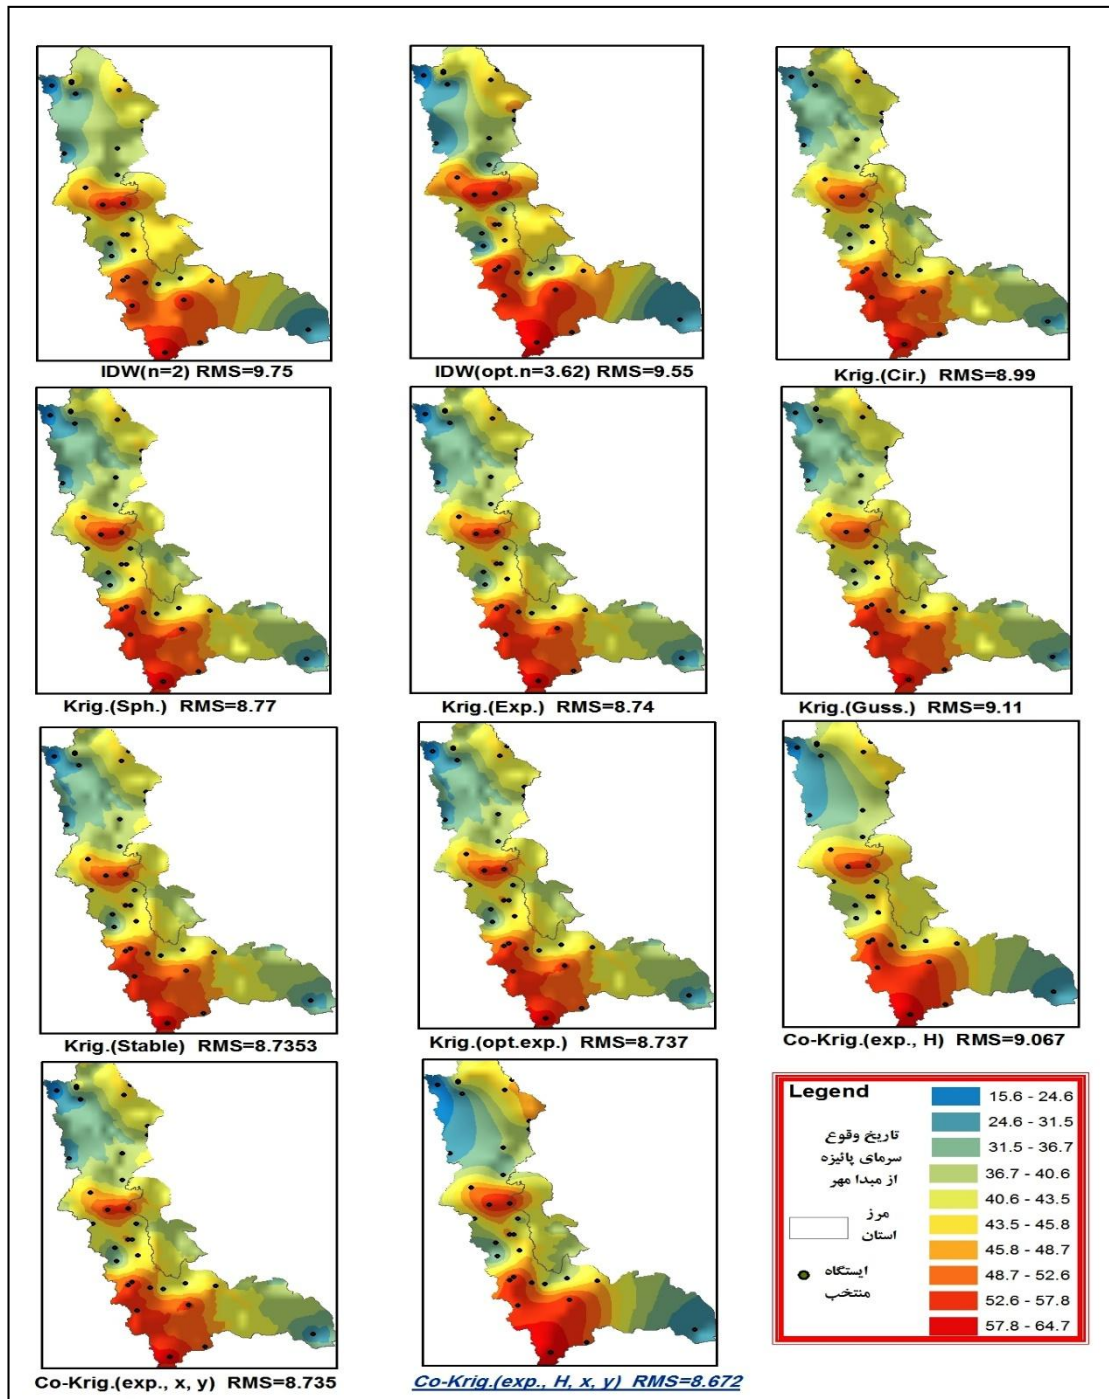 IDW(n=2) RMS=9.75
IDW(opt.n=3.62) RMS=9.55
Krig.(Cir.) RMS=8.99
Krig.(Sph.) RMS=8.77
Krig.(Exp.) RMS=8.74
Krig.(Guss.) RMS=9.11
Krig.(Stable) RMS=8.7353
Krig.(opt.exp.) RMS=8.737
Co-Krig.(exp., H) RMS=9.067
Co-Krig.(exp., x, y) RMS=8.735
Co-Krig.(exp., H, x, y) RMS=8.672
Legend
تاریخ وقوع
سرمای پائیزه
از مبدا مهر
مرز
استان
ایستگاه
منتخب
15.6 - 24.6
24.6 - 31.5
31.5 - 36.7
36.7 - 40.6
40.6 - 43.5
43.5 - 45.8
45.8 - 48.7
48.7 - 52.6
52.6 - 57.8
57.8 - 64.7